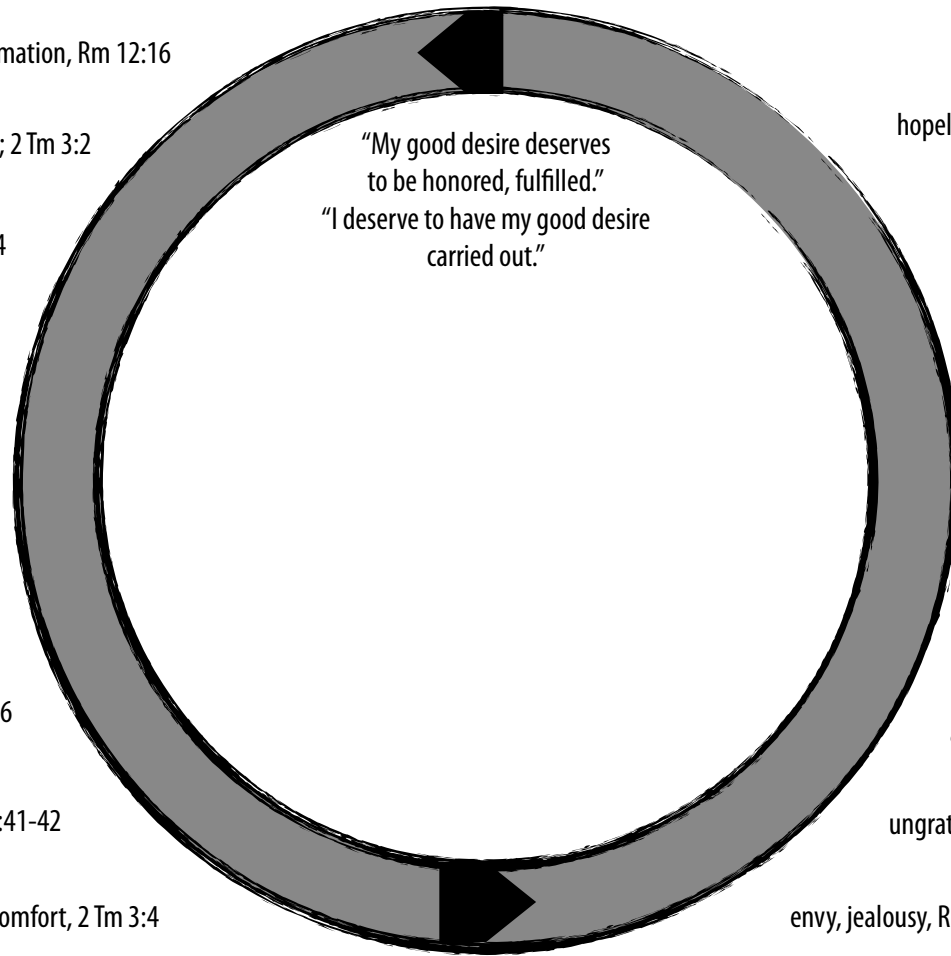 mation, Rm 12:16
hopel
; 2 Tm 3:2
“My good desire deserves
to be honored, fulfilled.”
“I deserve to have my good desire
carried out.”
4
6
:41-42
ungrat
omfort, 2 Tm 3:4
envy, jealousy, R